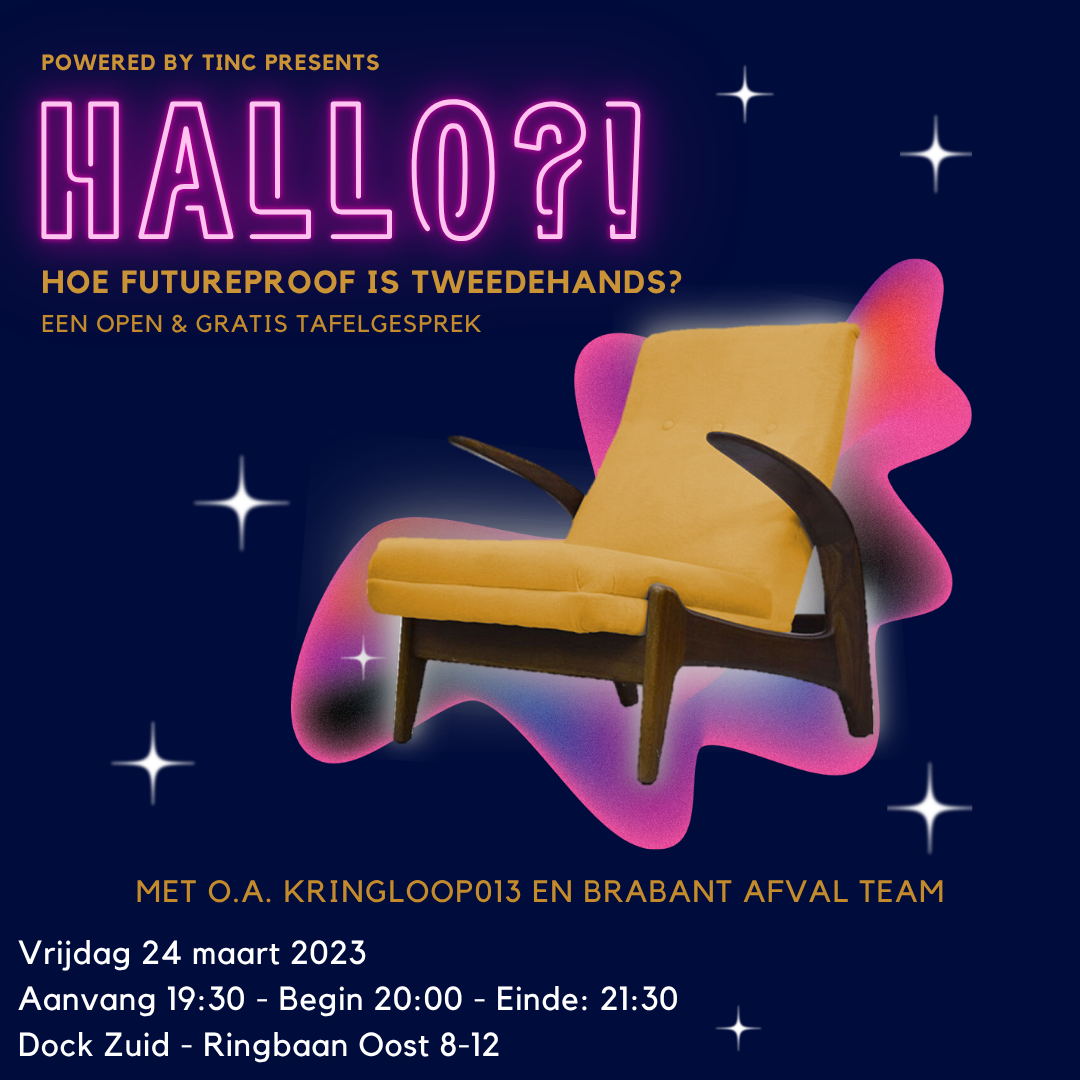 POWERED BY TINC PRESENTS
HALLO?!
HOE FUTUREPROOF IS TWEEDEHANDS?
EEN OPEN & GRATIS TAFELGESPREK
MET O.A. KRINGLOOP013 EN BRABANT AFVAL TEAM
Vrijdag 24 maart 2023
Aanvang 19:30 - Begin 20:00 - Einde: 21:30
Dock Zuid - Ringbaan Oost 8-12